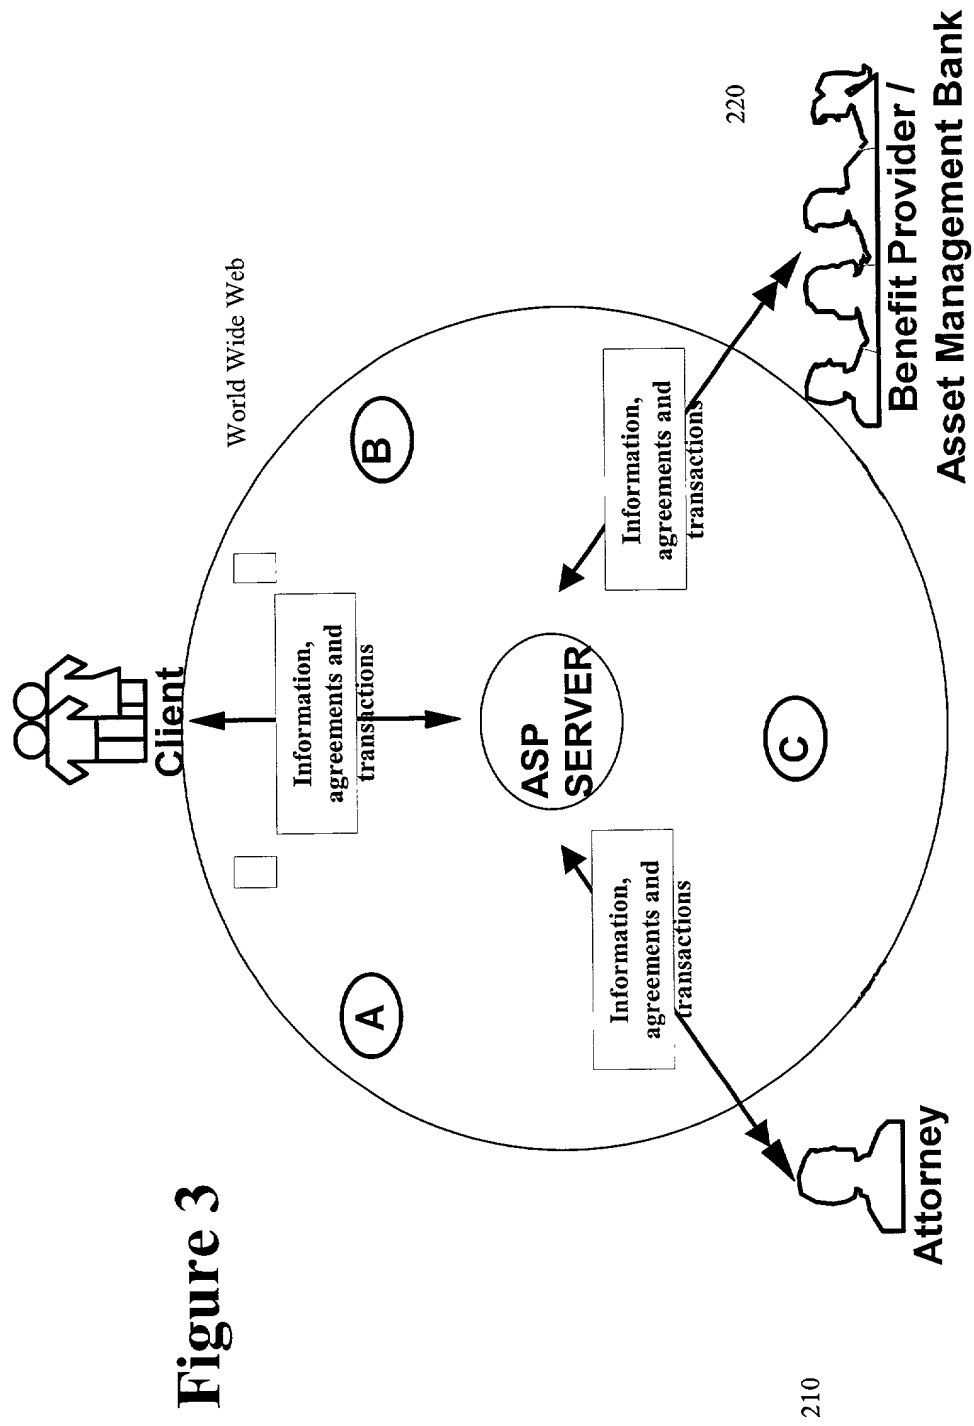 Figure 3
Client
World Wide Web
Information,
agreements and
transactions
A
B
ASP
SERVER
Information,
agreements and
transactions
Information,
agreements and
transactions
C
210
Attorney
220
Benefit Provider /
Asset Management Bank